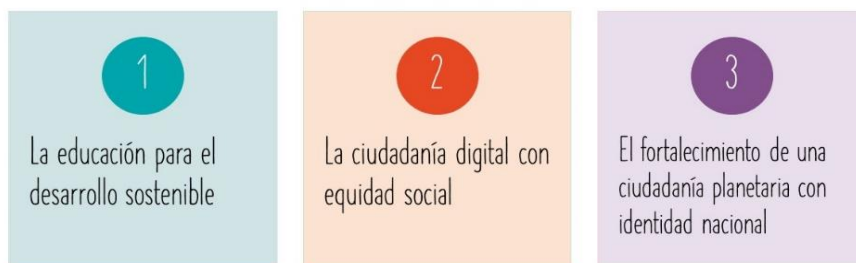 1
La educación para el
desarrollo sostenible
2
La ciudadanía digital con
equidad social
3
El fortalecimiento de una
ciudadanía planetaria con
identidad nacional